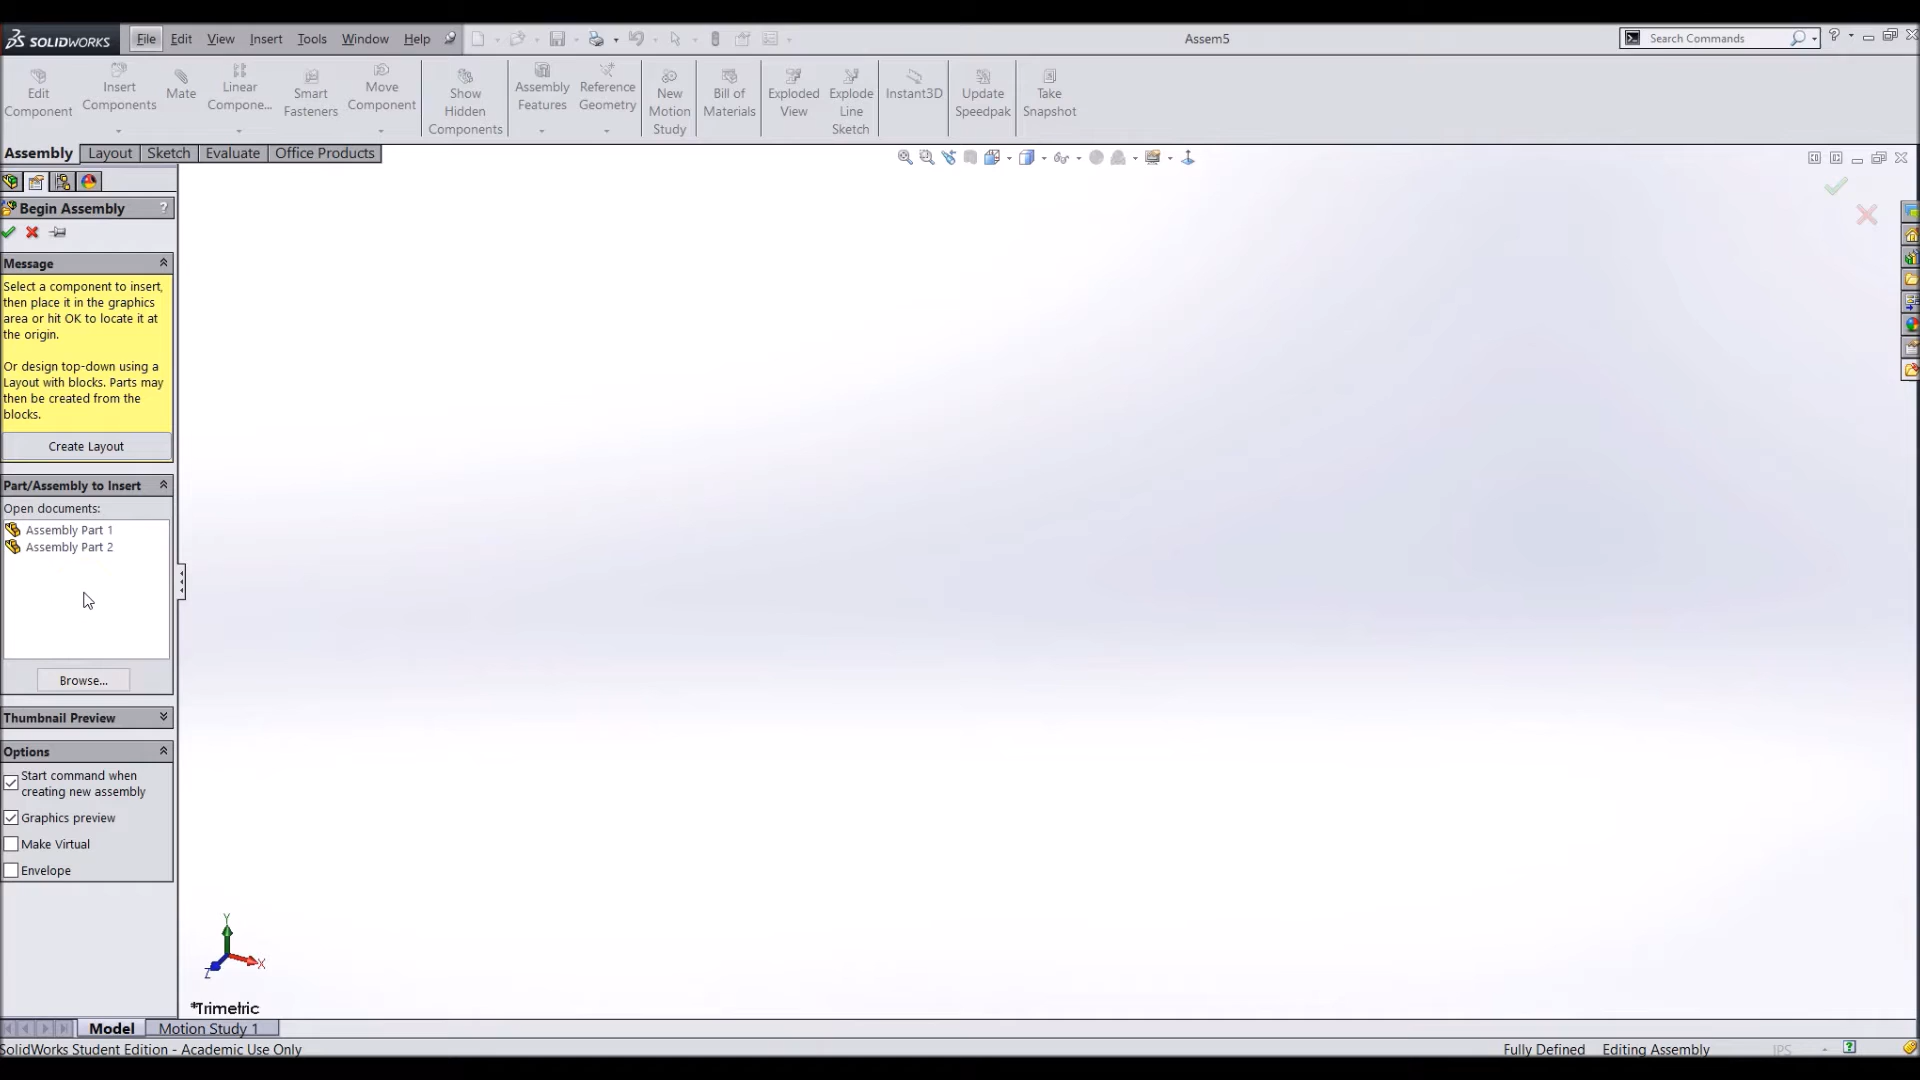 SOLIDWORKS File Edit View Insert Tools Window Help Assem5 Search Commands ?
Edit Component
Insert Components
Mate
Linear Compone...
Smart Fasteners
Move Component
Show Hidden Components
Assembly Features
Reference Geometry
New Motion Study
Bill of Materials
Exploded View
Explode Line Sketch
Instant3D
Update Speedpak
Take Snapshot
Assembly Layout Sketch Evaluate Office Products
Begin Assembly ?
Message
Select a component to insert,
then place it in the graphics
area or hit OK to locate it at
the origin.
Or design top-down using a
Layout with blocks. Parts may
then be created from the
blocks.
Create Layout
Part/Assembly to Insert
Open documents:
Assembly Part 1
Assembly Part 2
Browse...
Thumbnail Preview
Options
Start command when
creating new assembly
Graphics preview
Make Virtual
Envelope
Y
X
Z
*Trimetric
Model Motion Study 1
SolidWorks Student Edition - Academic Use Only Fully Defined Editing Assembly IPS ?